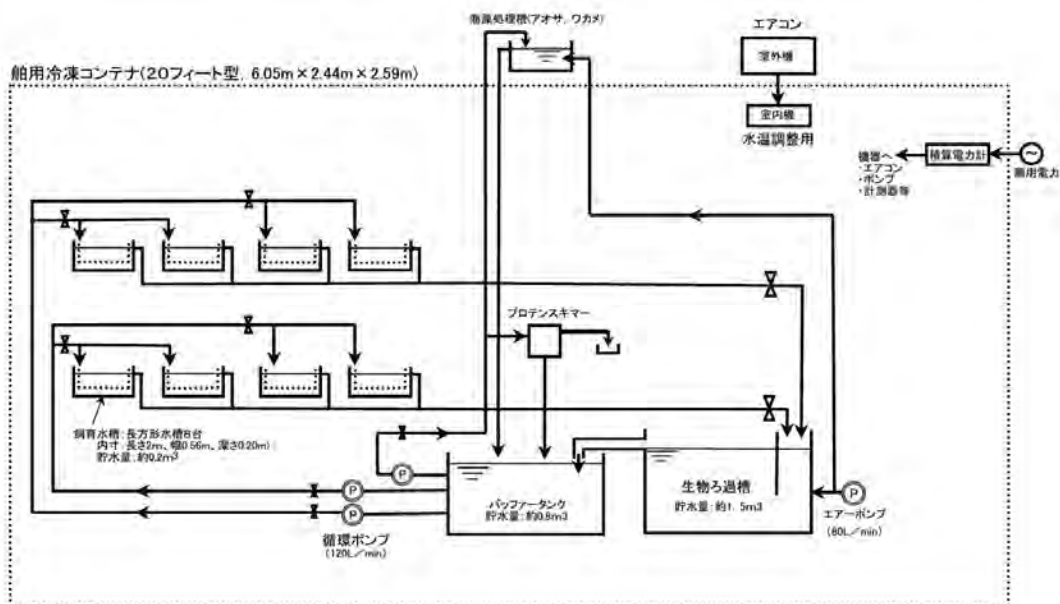 海藻処理槽(アオサ、ワカメ)
エアコン
室外機
舶用冷凍コンテナ(20フィート型, 6.05m×2.44m×2.59m)
室内機
水温調整用
機器へ
・エアコン
・ポンプ
・計測器等
積算電力計
~
商用電力
プロテンスキマー
飼育水槽:長方形水槽8台
内寸:長さ2m、幅0.56m、深さ0.20m)
貯水量:約0.2m3
P
P
P
循環ポンプ
(120L/min)
バッファータンク
貯水量:約0.8m3
生物ろ過槽
貯水量:約1.5m3
P
エアーポンプ
(80L/min)